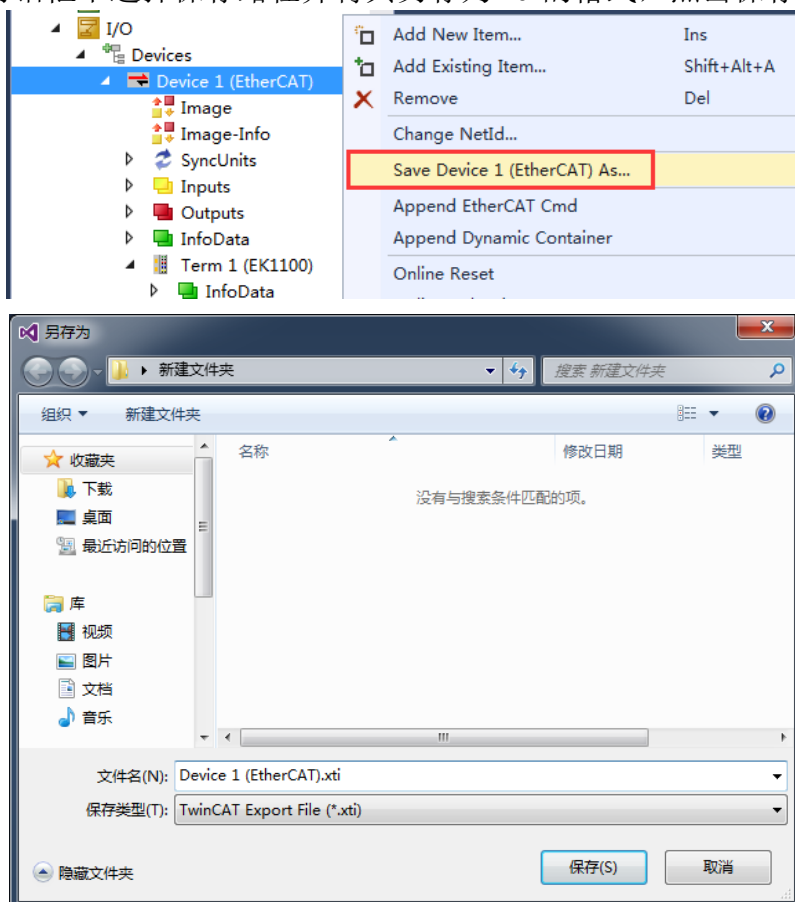 I/O
Devices
Device 1 (EtherCAT)
Image
Image-Info
SyncUnits
Inputs
Outputs
InfoData
Term 1 (EK1100)
InfoData
Add New Item... Ins
Add Existing Item... Shift+Alt+A
Remove Del
Change NetId...
Save Device 1 (EtherCAT) As...
Append EtherCAT Cmd
Append Dynamic Container
Online Reset
另存为
新建文件夹 搜索 新建文件夹
组织 新建文件夹
名称 修改日期 类型
没有与搜索条件匹配的项。
收藏夹
下载
桌面
最近访问的位置
库
视频
图片
文档
音乐
文件名(N): Device 1 (EtherCAT).xti
保存类型(T): TwinCAT Export File (*.xti)
隐藏文件夹 保存(S) 取消